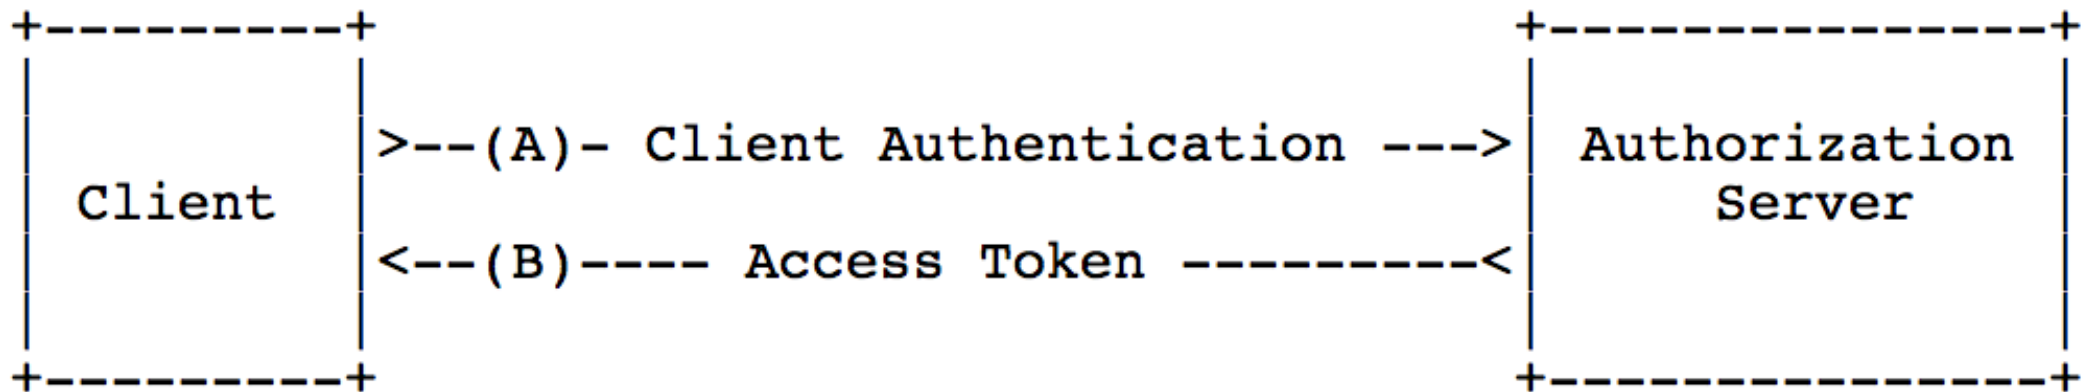 +---------+                                  +---------------+
|         |                                  |               |
|         |>--(A)- Client Authentication --->| Authorization |
| Client  |                                  |     Server    |
|         |<--(B)---- Access Token ---------<|               |
|         |                                  |               |
+---------+                                  +---------------+